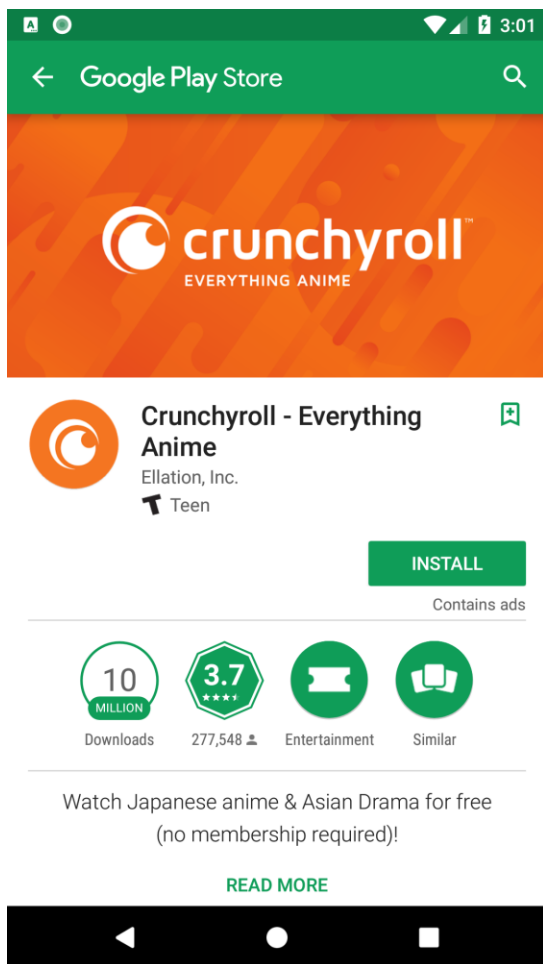 3:01
Google Play Store
crunchyroll™
EVERYTHING ANIME
Crunchyroll - Everything
Anime
Ellation, Inc.
T Teen
INSTALL
Contains ads
10
MILLION
Downloads
3.7
277,548
Entertainment
Similar
Watch Japanese anime & Asian Drama for free
(no membership required)!
READ MORE